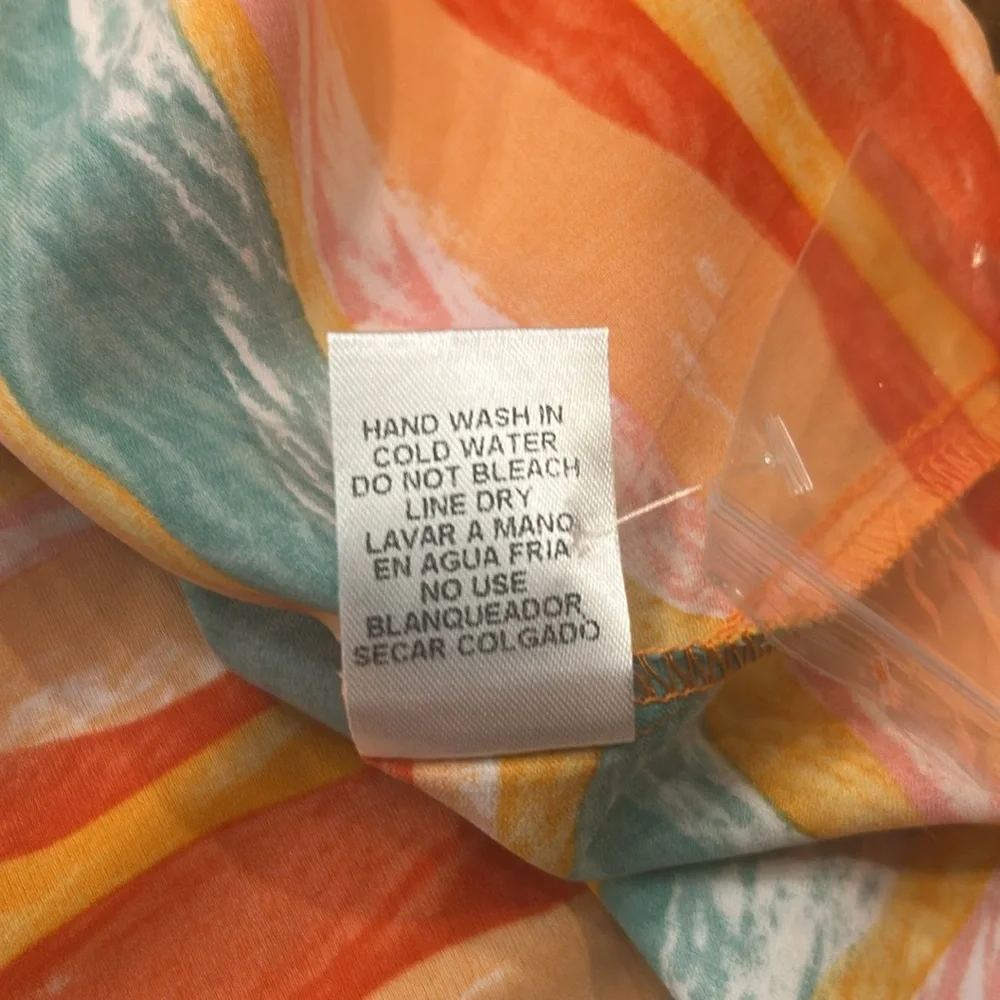 HAND WASH IN
COLD WATER
DO NOT BLEACH
LINE DRY
LAVAR A MANO
EN AGUA FRIA
NO USE
BLANQUEADOR
SECAR COLGADO